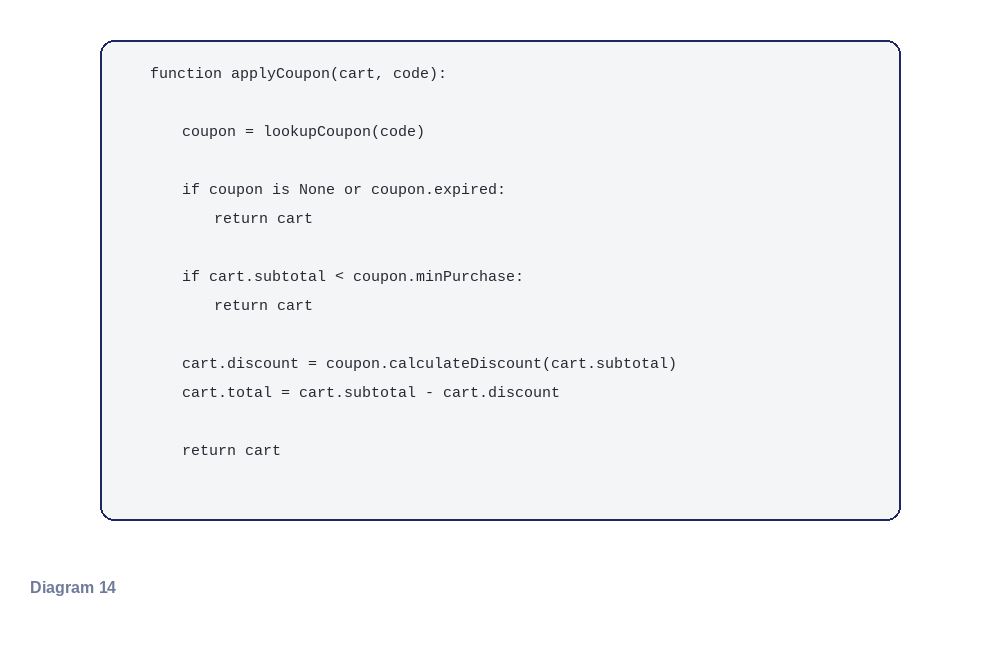 function applyCoupon(cart, code):
coupon = lookupCoupon(code)
if coupon is None or coupon.expired:
return cart
if cart.subtotal < coupon.minPurchase:
return cart
cart.discount = coupon.calculateDiscount(cart.subtotal)
cart.total = cart.subtotal - cart.discount
return cart
Diagram 14